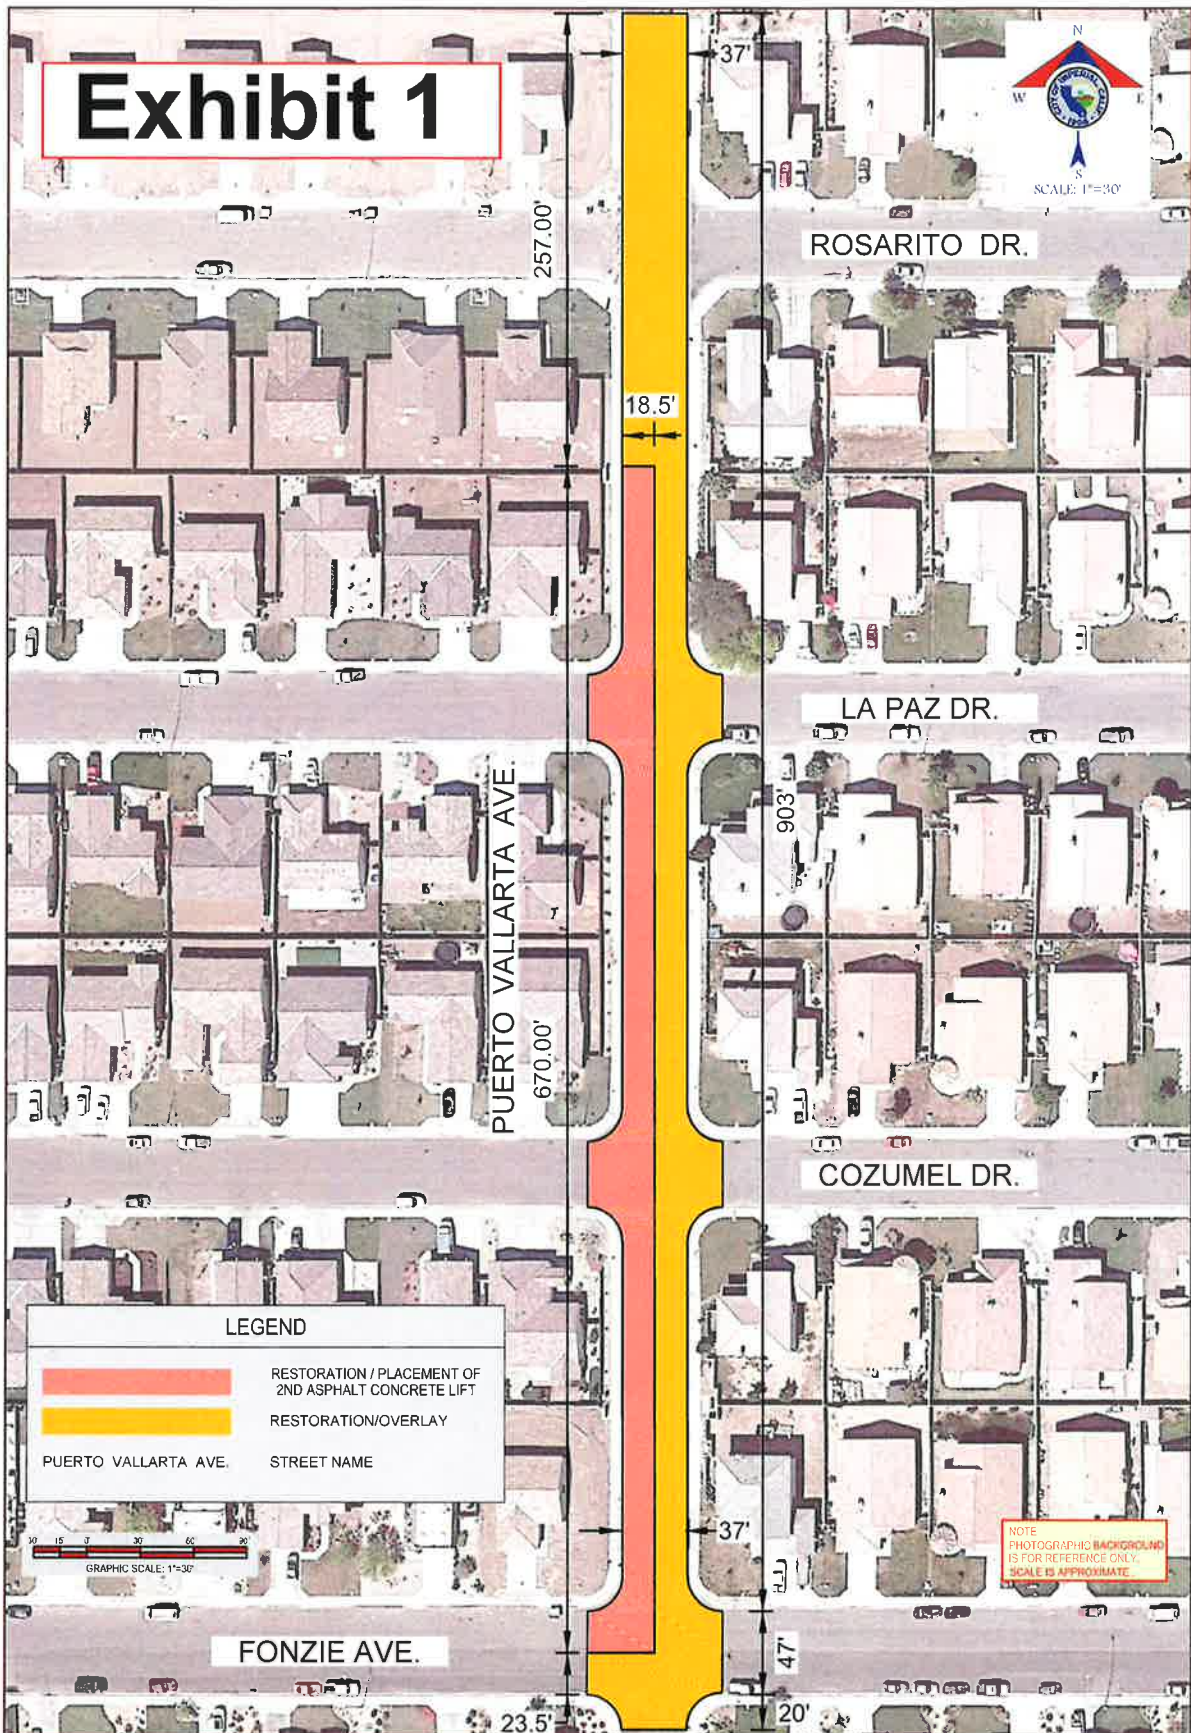 Exhibit 1
N
W
E
S
SCALE: 1"=30'
37'
257.00'
ROSARITO DR.
18.5'
LA PAZ DR.
903'
PUERTO VALLARTA AVE.
670.00'
COZUMEL DR.
LEGEND
RESTORATION / PLACEMENT OF
2ND ASPHALT CONCRETE LIFT
RESTORATION/OVERLAY
PUERTO VALLARTA AVE.
STREET NAME
30 15 0 30 60 90
GRAPHIC SCALE: 1"=30'
37'
NOTE
PHOTOGRAPHIC BACKGROUND
IS FOR REFERENCE ONLY.
SCALE IS APPROXIMATE.
FONZIE AVE.
47'
23.5'
20'